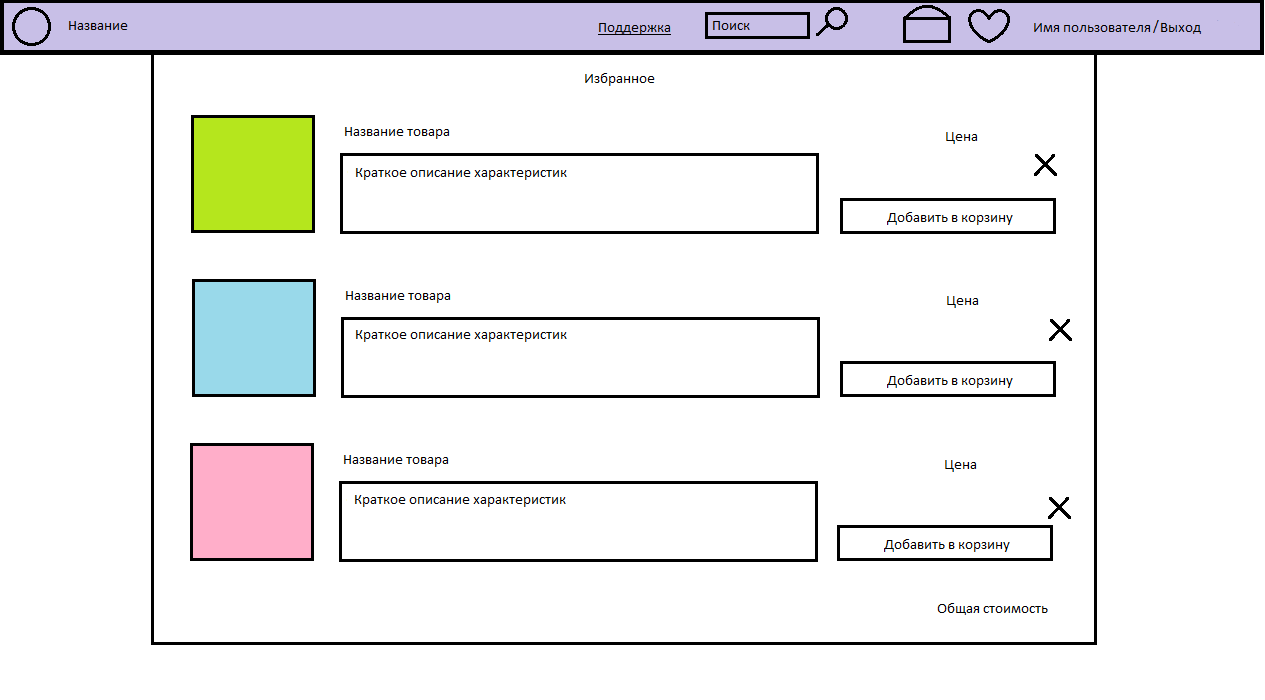 Название
Поддержка
Поиск
Имя пользователя/Выход
Избранное
Название товара
Цена
Краткое описание характеристик
Добавить в корзину
Название товара
Цена
Краткое описание характеристик
Добавить в корзину
Название товара
Цена
Краткое описание характеристик
Добавить в корзину
Общая стоимость